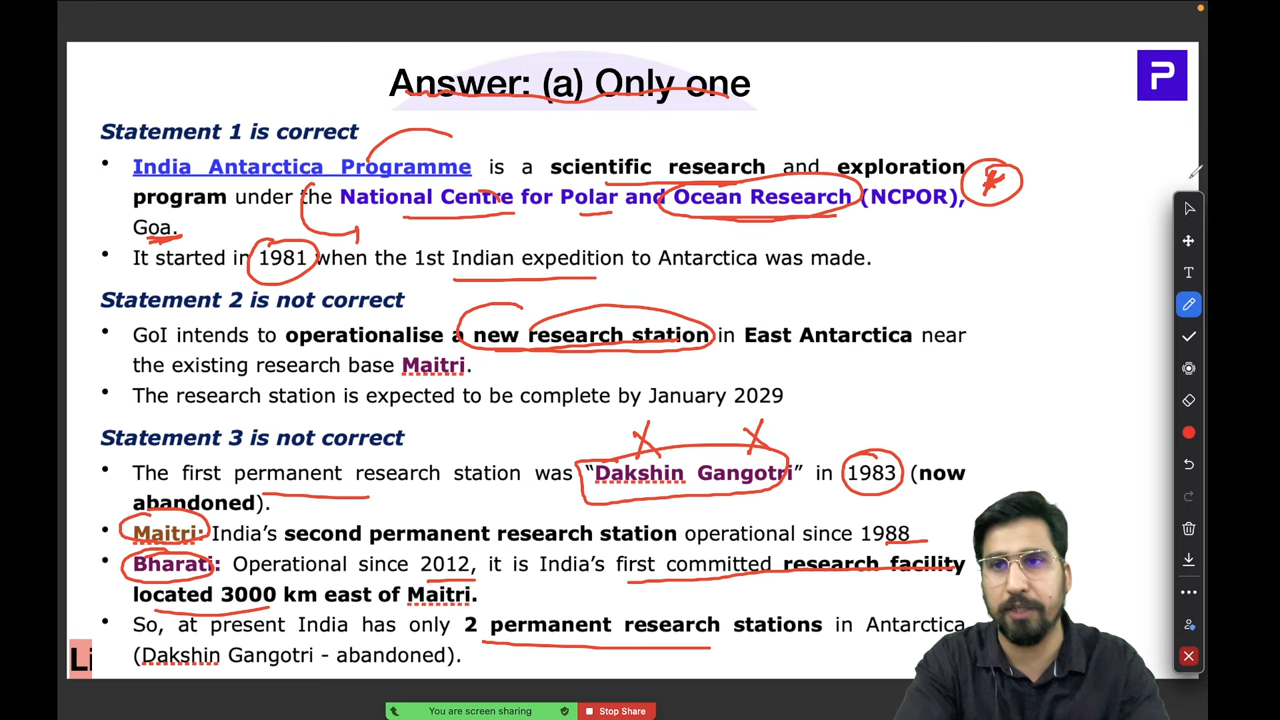 Answer: (a) Only one
P
Statement 1 is correct
• India Antarctica Programme is a scientific research and exploration
program under the National Centre for Polar and Ocean Research (NCPOR),
Goa.
• It started in 1981 when the 1st Indian expedition to Antarctica was made.
Statement 2 is not correct
• GoI intends to operationalise a new research station in East Antarctica near
the existing research base Maitri.
• The research station is expected to be complete by January 2029
Statement 3 is not correct
• The first permanent research station was “Dakshin Gangotri” in 1983 (now
abandoned).
• Maitri: India’s second permanent research station operational since 1988
• Bharati: Operational since 2012, it is India’s first committed research facility
located 3000 km east of Maitri.
• So, at present India has only 2 permanent research stations in Antarctica
(Dakshin Gangotri - abandoned).
Li
You are screen sharing
Stop Share